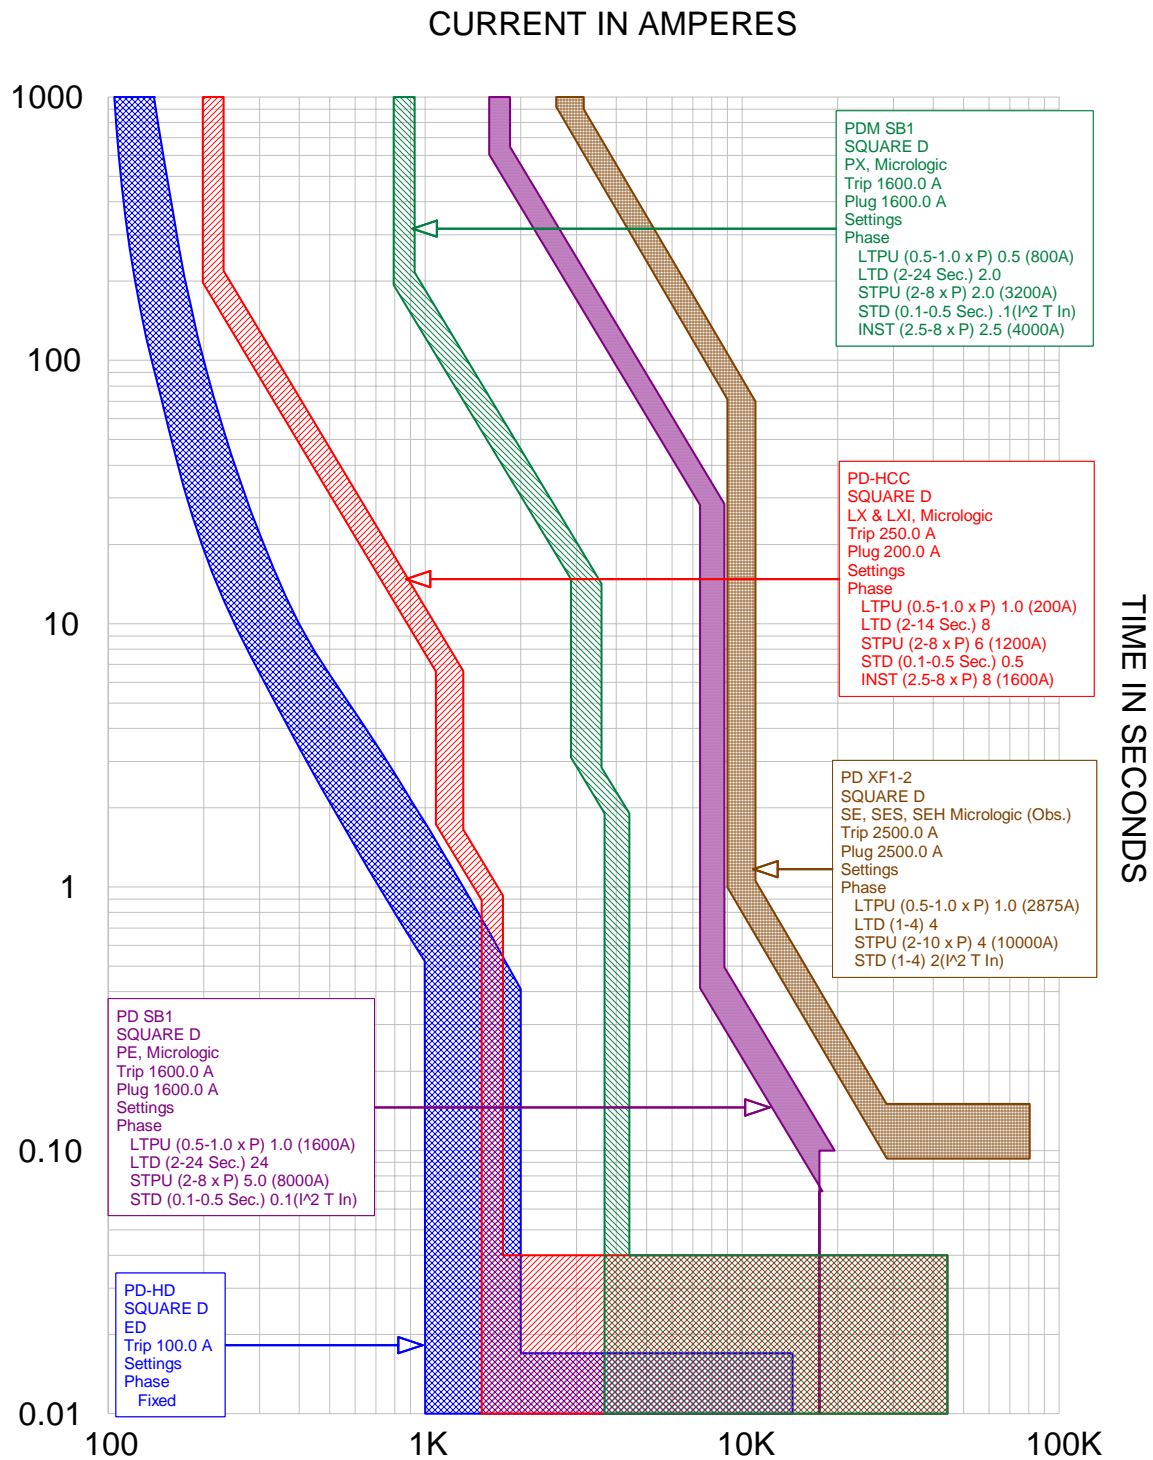 CURRENT IN AMPERES
1000
100
10
1
0.10
0.01
100
1K
10K
100K
TIME IN SECONDS
PDM SB1
SQUARE D
PX, Micrologic
Trip 1600.0 A
Plug 1600.0 A
Settings
Phase
LTPU (0.5-1.0 x P) 0.5 (800A)
LTD (2-24 Sec.) 2.0
STPU (2-8 x P) 2.0 (3200A)
STD (0.1-0.5 Sec.) .1(I^2 T In)
INST (2.5-8 x P) 2.5 (4000A)
PD-HCC
SQUARE D
LX & LXI, Micrologic
Trip 250.0 A
Plug 200.0 A
Settings
Phase
LTPU (0.5-1.0 x P) 1.0 (200A)
LTD (2-14 Sec.) 8
STPU (2-8 x P) 6 (1200A)
STD (0.1-0.5 Sec.) 0.5
INST (2.5-8 x P) 8 (1600A)
PD XF1-2
SQUARE D
SE, SES, SEH Micrologic (Obs.)
Trip 2500.0 A
Plug 2500.0 A
Settings
Phase
LTPU (0.5-1.0 x P) 1.0 (2875A)
LTD (1-4) 4
STPU (2-10 x P) 4 (10000A)
STD (1-4) 2(I^2 T In)
PD SB1
SQUARE D
PE, Micrologic
Trip 1600.0 A
Plug 1600.0 A
Settings
Phase
LTPU (0.5-1.0 x P) 1.0 (1600A)
LTD (2-24 Sec.) 24
STPU (2-8 x P) 5.0 (8000A)
STD (0.1-0.5 Sec.) 0.1(I^2 T In)
PD-HD
SQUARE D
ED
Trip 100.0 A
Settings
Phase
Fixed